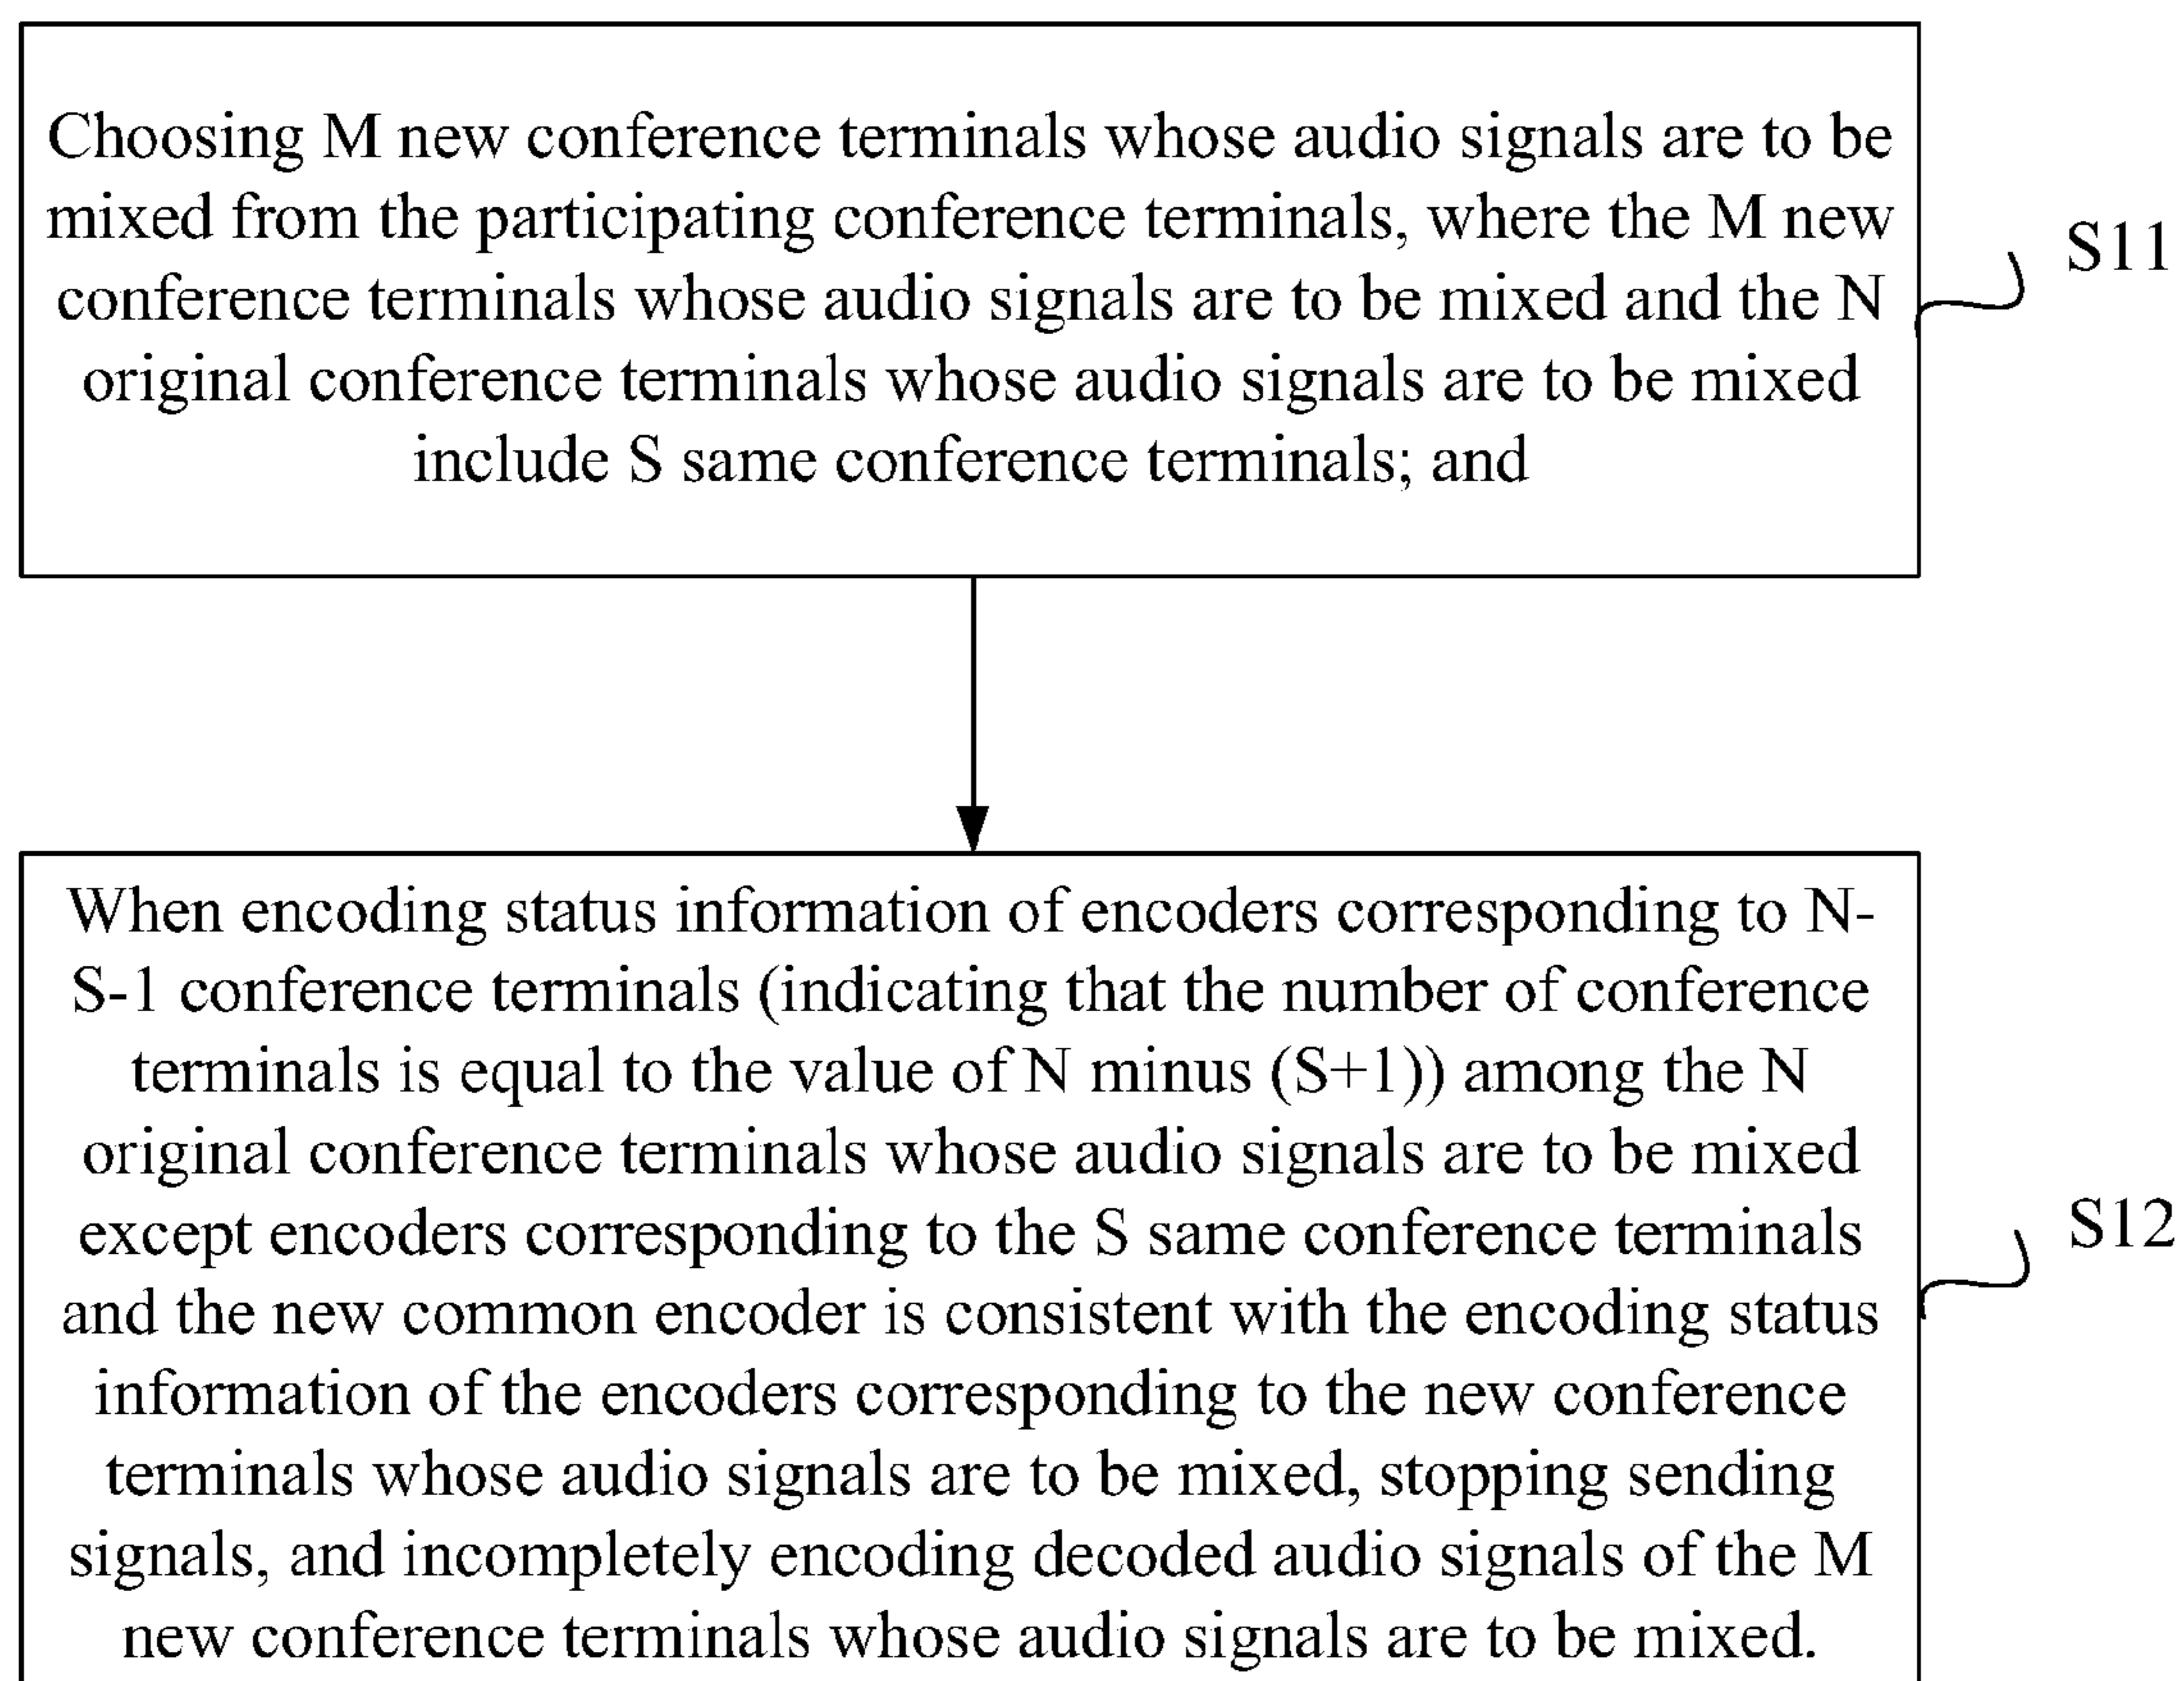 Choosing M new conference terminals whose audio signals are to be
mixed from the participating conference terminals, where the M new
conference terminals whose audio signals are to be mixed and the N
original conference terminals whose audio signals are to be mixed
include S same conference terminals; and
S11
When encoding status information of encoders corresponding to N-
S-1 conference terminals (indicating that the number of conference
terminals is equal to the value of N minus (S+1)) among the N
original conference terminals whose audio signals are to be mixed
except encoders corresponding to the S same conference terminals
and the new common encoder is consistent with the encoding status
information of the encoders corresponding to the new conference
terminals whose audio signals are to be mixed, stopping sending
signals, and incompletely encoding decoded audio signals of the M
new conference terminals whose audio signals are to be mixed.
S12